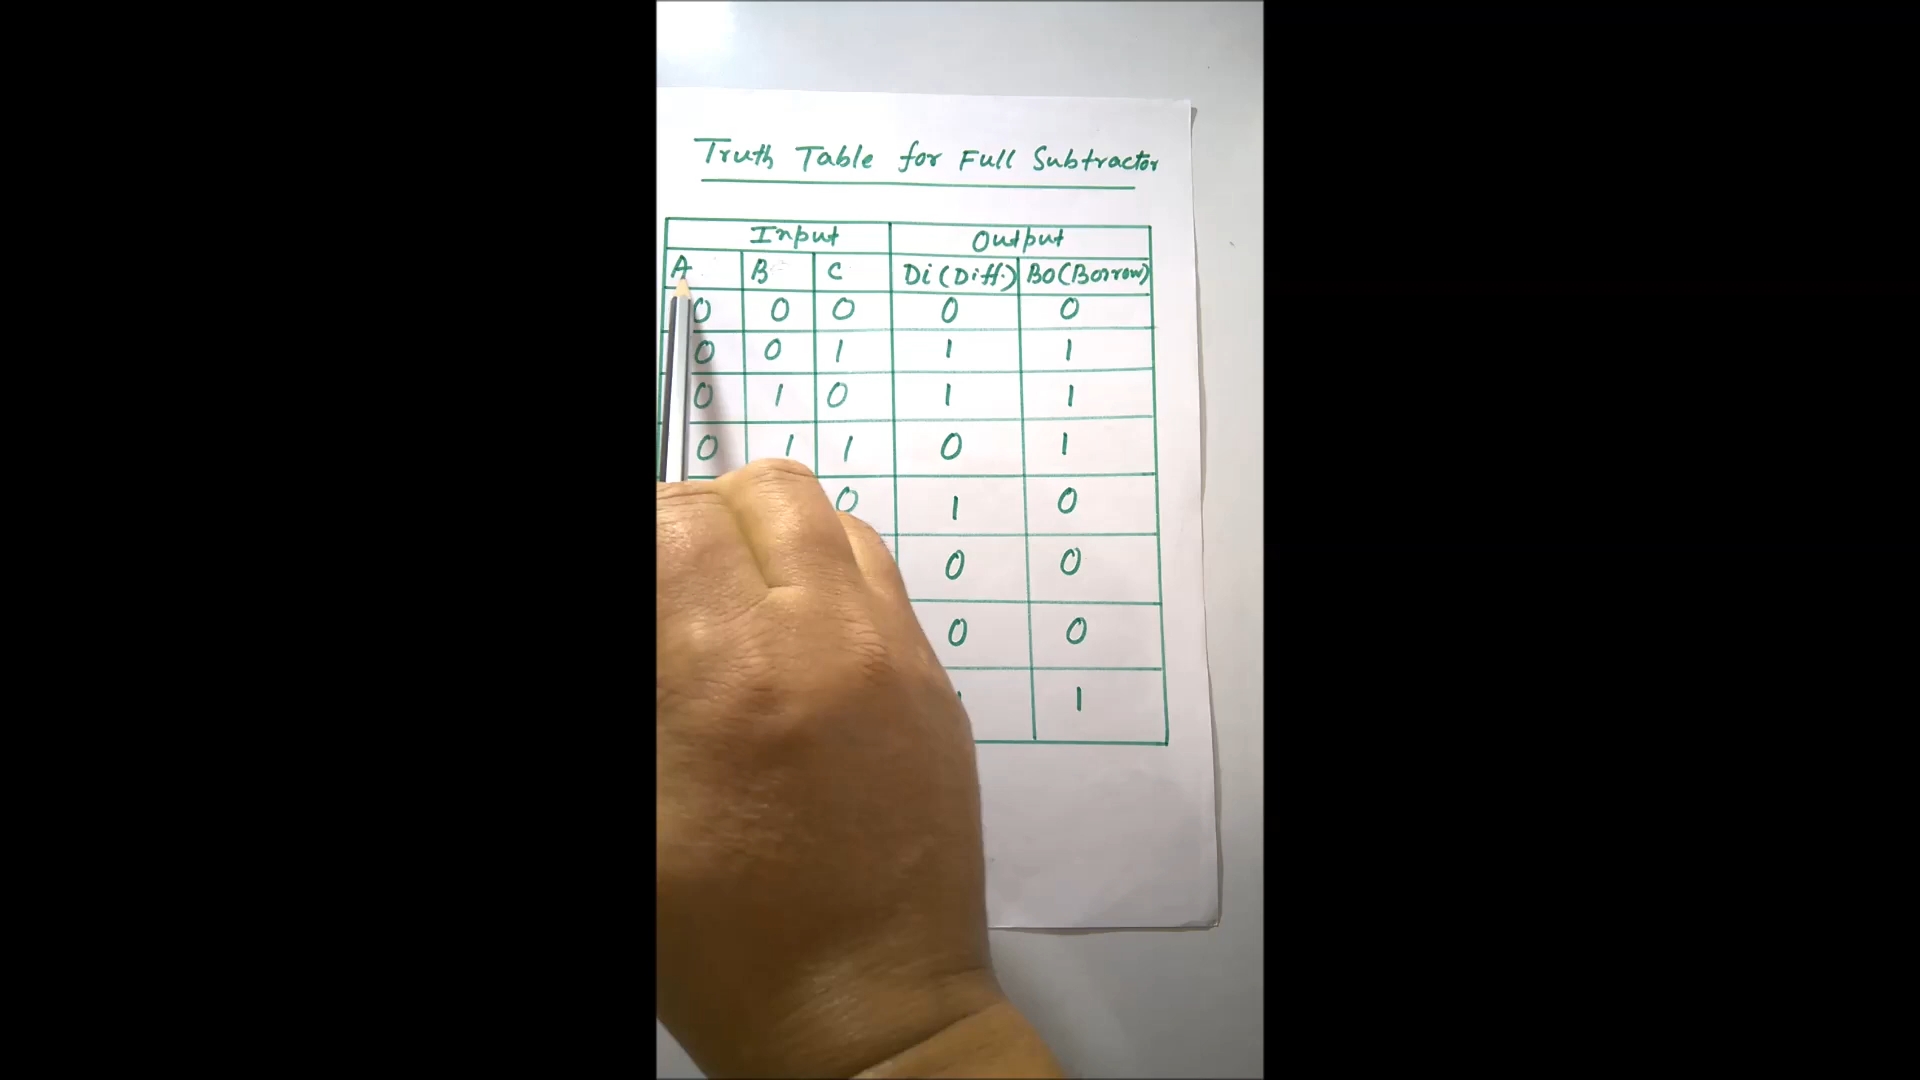 Truth Table for Full Subtractor
Input Output
A B C Di (Diff.) BO (Borrow)
0 0 0 0 0
0 0 1 1 1
0 1 0 1 1
0 1 1 0 1
0 1 0
0 0
0 0
1